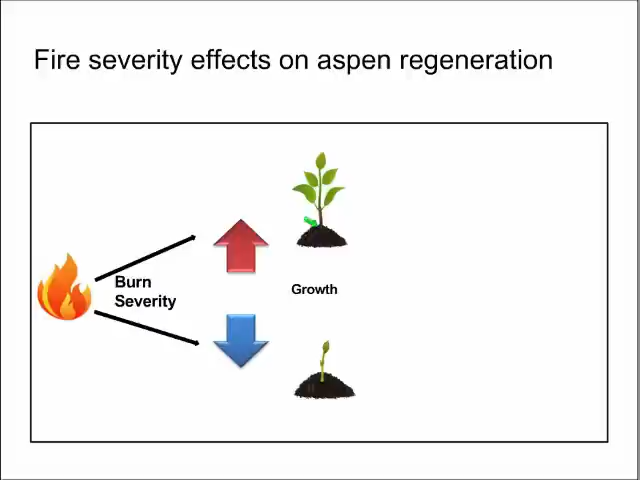 Fire severity effects on aspen regeneration
Burn
Severity
Growth